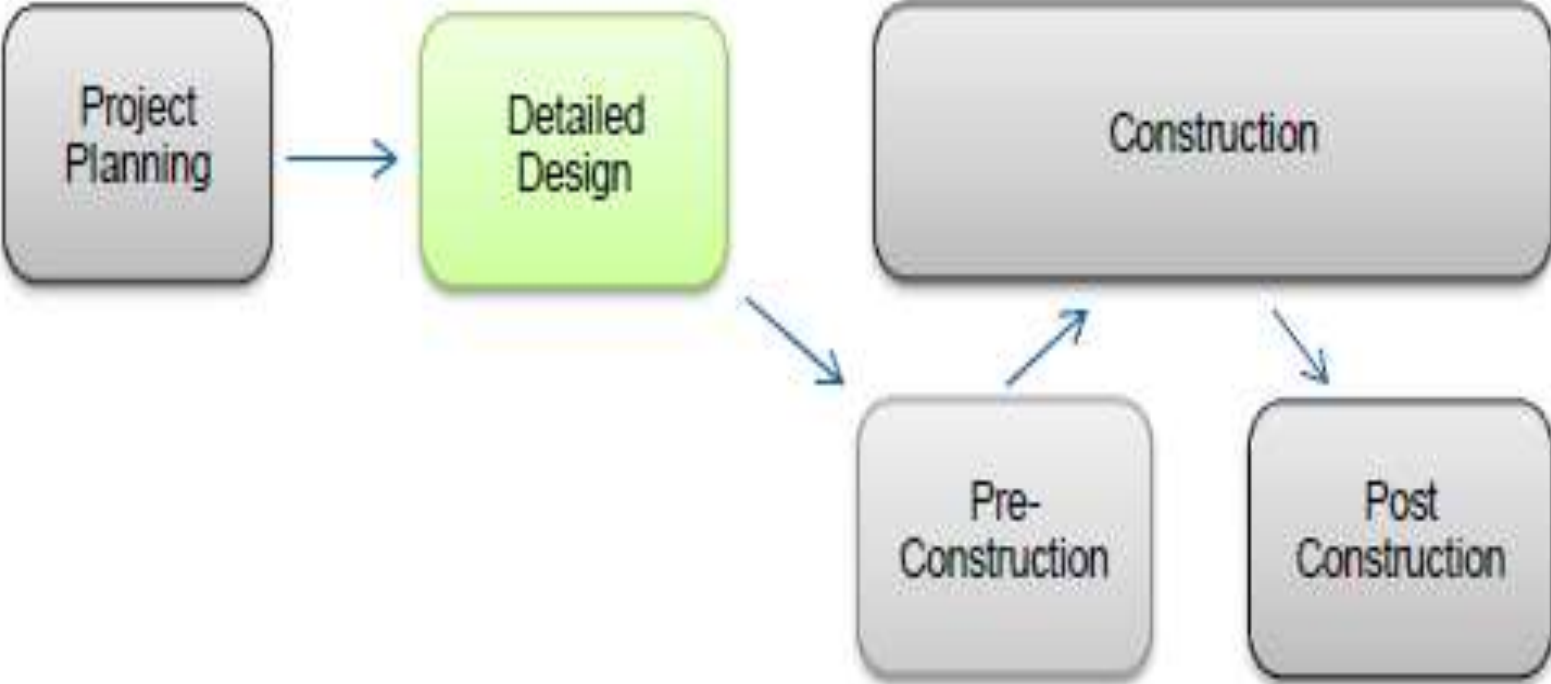 Project
Planning
Detailed
Design
Construction
Pre-
Construction
Post
Construction